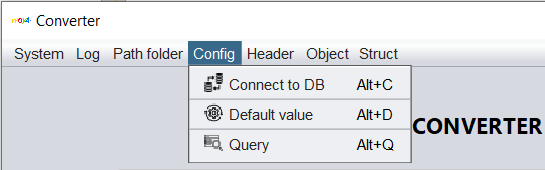 Converter
System Log Path folder Config Header Object Struct
Connect to DB Alt+C
Default value Alt+D
CONVERTER
Query Alt+Q